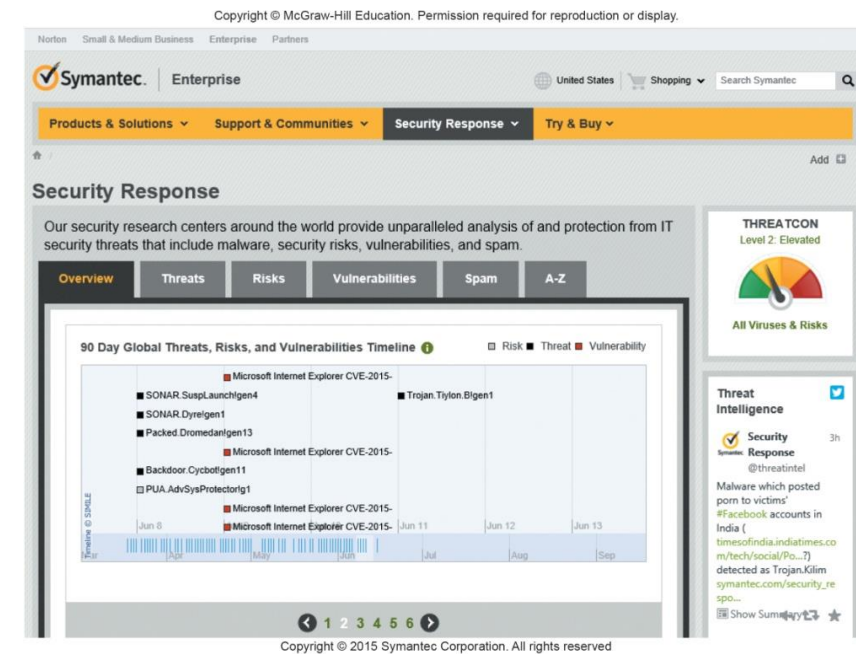 Copyright © McGraw-Hill Education. Permission required for reproduction or display.
Norton Small & Medium Business Enterprise Partners
Symantec. Enterprise
United States Shopping Search Symantec
Products & Solutions Support & Communities Security Response Try & Buy
/
Add
Security Response
Our security research centers around the world provide unparalleled analysis of and protection from IT
security threats that include malware, security risks, vulnerabilities, and spam.
Overview Threats Risks Vulnerabilities Spam A-Z
90 Day Global Threats, Risks, and Vulnerabilities Timeline
Risk Threat Vulnerability
Microsoft Internet Explorer CVE-2015-
SONAR.SuspLaunch!gen4 Trojan.Tiylon.B!gen1
SONAR.Dyre!gen1
Packed.Dromedan!gen13
Microsoft Internet Explorer CVE-2015-
Backdoor.Cycbot!gen11
PUA.AdvSysProtector!g1
Microsoft Internet Explorer CVE-2015-
Microsoft Internet Explorer CVE-2015-
Jun 8 Jun 11 Jun 12 Jun 13
Timeline © SIMILE
Mar Apr May Jun Jul Aug Sep
1 2 3 4 5 6
THREATCON
Level 2: Elevated
All Viruses & Risks
Threat
Intelligence
Security 3h
Symantec. Response
@threatintel
Malware which posted
porn to victims'
#Facebook accounts in
India (
timesofindia.indiatimes.co
m/tech/social/Po...?)
detected as Trojan.Kilim
symantec.com/security_re
spo...
Show Summary
Copyright © 2015 Symantec Corporation. All rights reserved